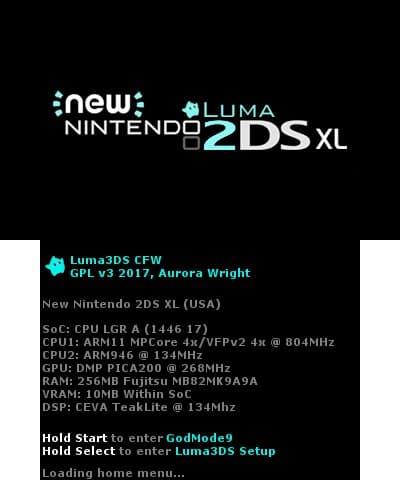 new
LUMA
NINTENDO
2DS XL
Luma3DS CFW
GPL v3 2017, Aurora Wright
New Nintendo 2DS XL (USA)
SoC: CPU LGR A (1446 17)
CPU1: ARM11 MPCore 4x/VFPv2 4x @ 804MHz
CPU2: ARM946 @ 134MHz
GPU: DMP PICA200 @ 268MHz
RAM: 256MB Fujitsu MB82MK9A9A
VRAM: 10MB Within SoC
DSP: CEVA TeakLite @ 134Mhz
Hold Start to enter GodMode9
Hold Select to enter Luma3DS Setup
Loading home menu...